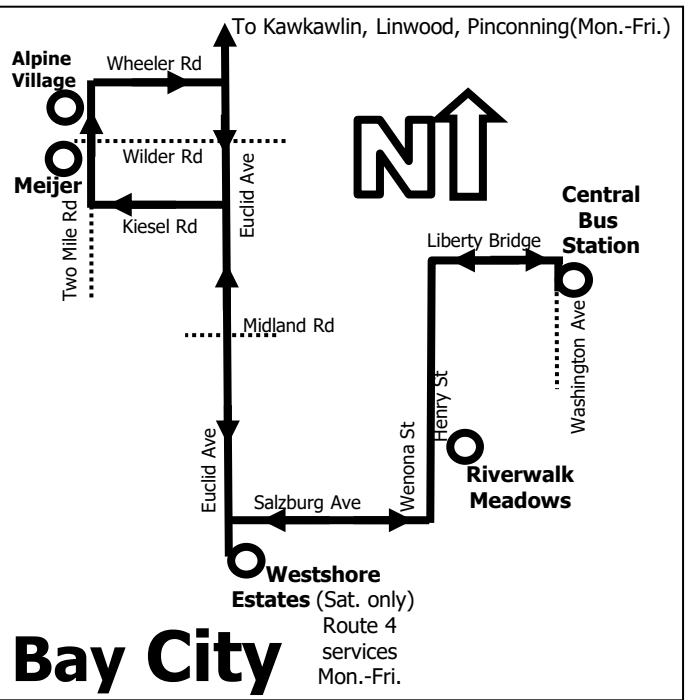 To Kawkawlin, Linwood, Pinconning(Mon.-Fri.)
Alpine
Village
Wheeler Rd
Wilder Rd
Meijer
Kiesel Rd
Two Mile Rd
Euclid Ave
N
Central
Bus
Station
Liberty Bridge
Washington Ave
Midland Rd
Henry St
Wenona St
Euclid Ave
Riverwalk
Meadows
Salzburg Ave
Westshore
Estates (Sat. only)
Route 4
services
Mon.-Fri.
Bay City